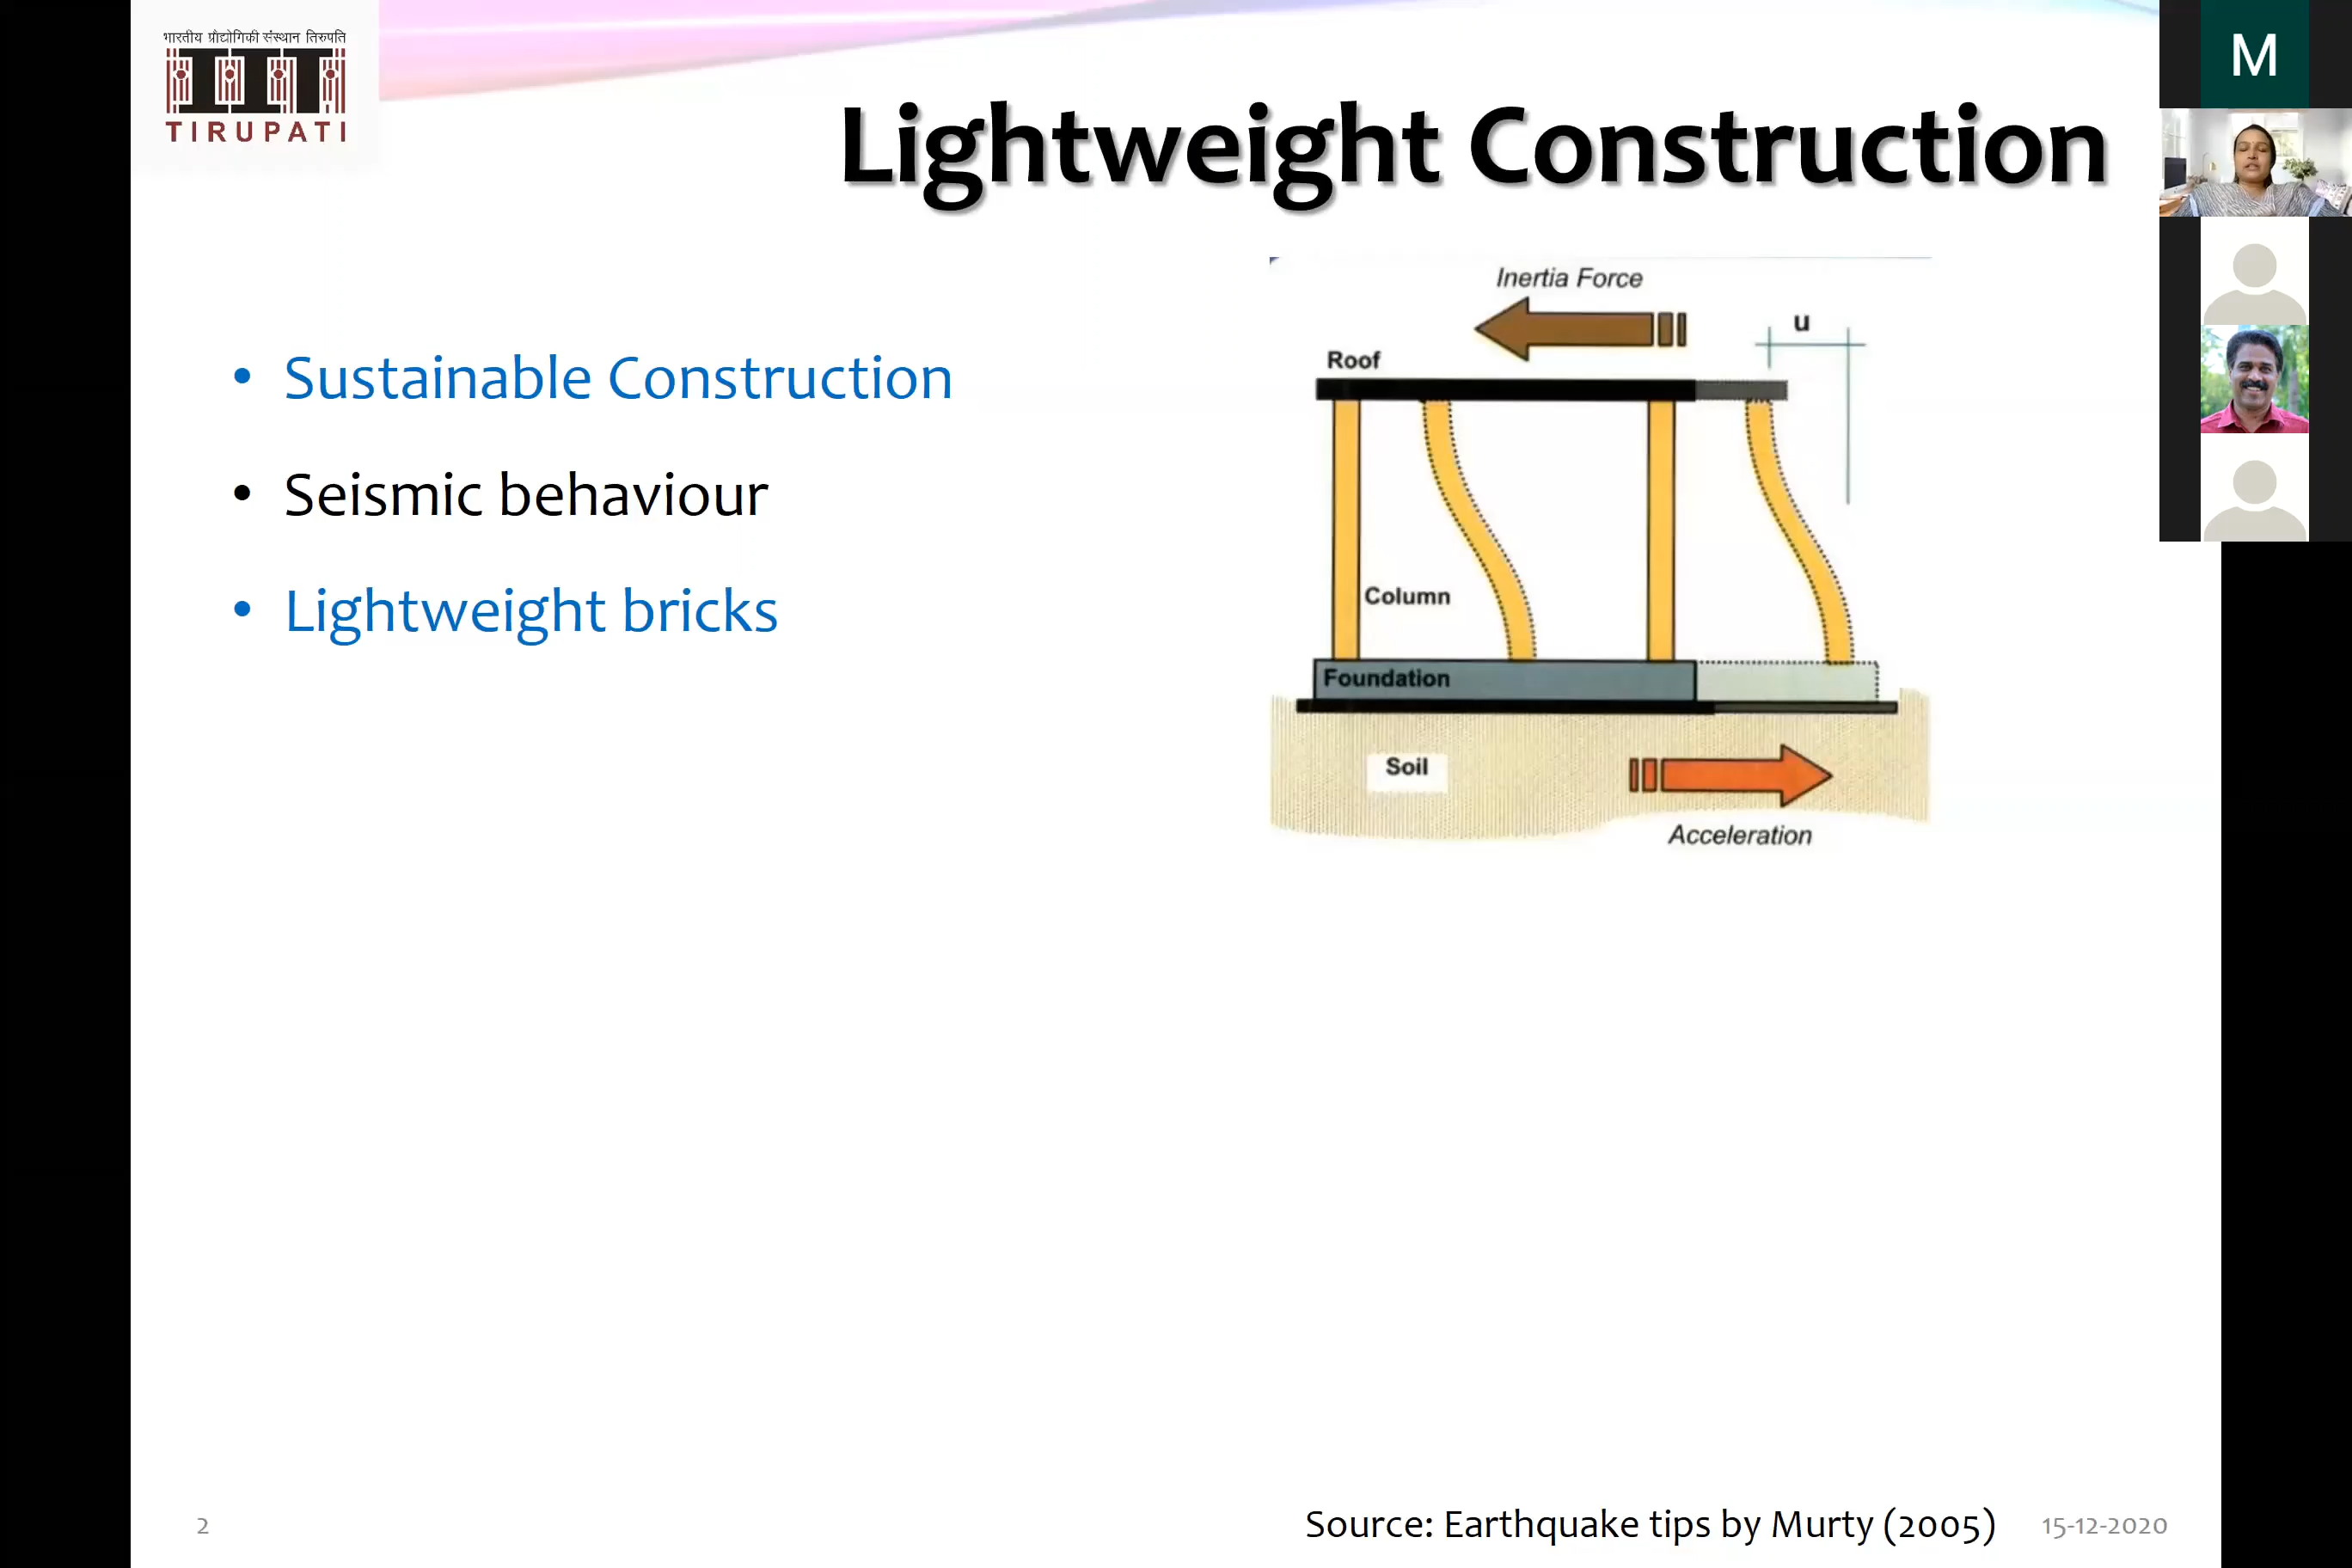 भारतीय प्रौद्योगिकी संस्थान तिरुपति
IIT
TIRUPATI
M
Lightweight Construction
• Sustainable Construction
• Seismic behaviour
• Lightweight bricks
Inertia Force
u
Roof
Column
Foundation
Soil
Acceleration
2
Source: Earthquake tips by Murty (2005)
15-12-2020